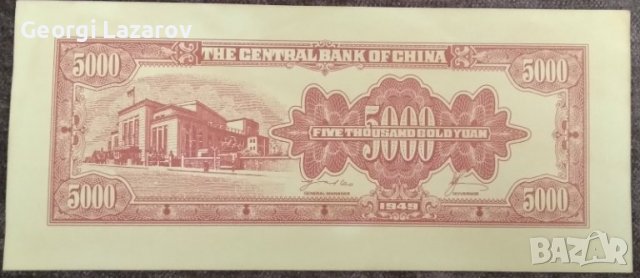 Georgi Lazarov
THE CENTRAL BANK OF CHINA
5000 5000
5000
FIVE THOUSAND GOLD YUAN
GENERAL MANAGER GOVERNOR
5000 1949 5000
BAZAR